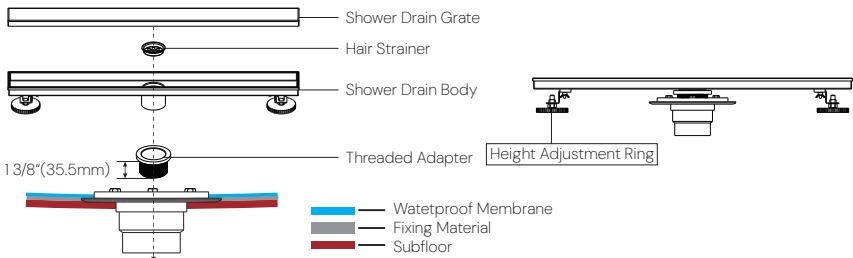 Shower Drain Grate
Hair Strainer
Shower Drain Body
Threaded Adapter
Height Adjustment Ring
1 3/8"(35.5mm)
Watetproof Membrane
Fixing Material
Subfloor